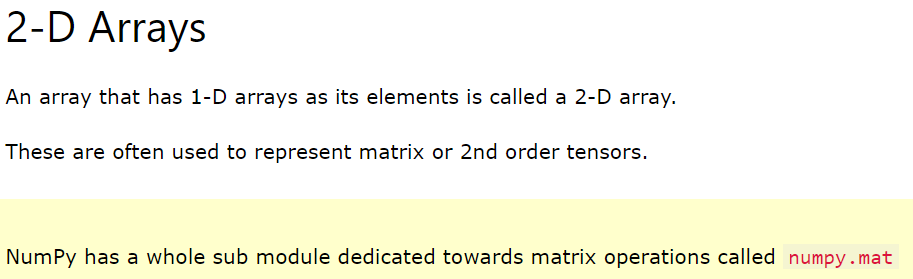 2-D Arrays
An array that has 1-D arrays as its elements is called a 2-D array.
These are often used to represent matrix or 2nd order tensors.
NumPy has a whole sub module dedicated towards matrix operations called numpy.mat